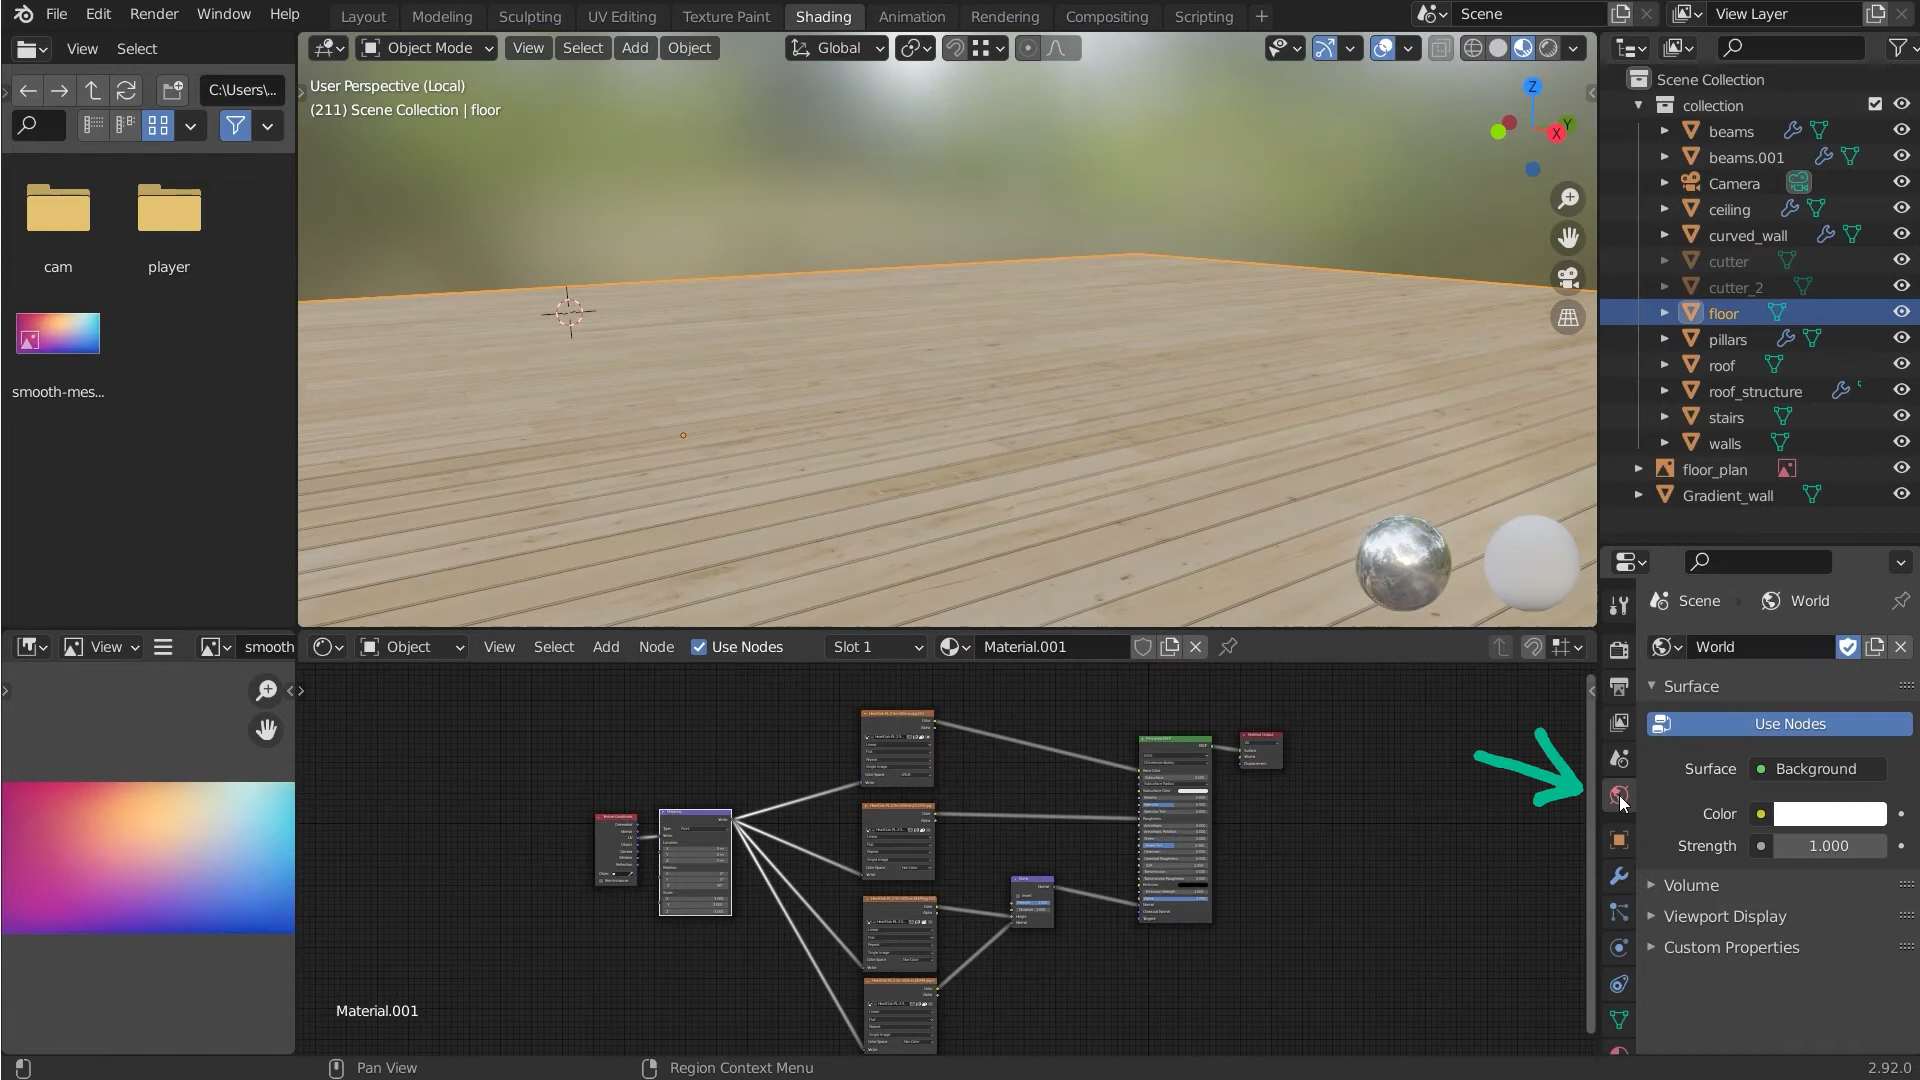 File Edit Render Window Help
Layout Modeling Sculpting UV Editing Texture Paint Shading Animation Rendering Compositing Scripting +
Scene
View Layer
View Select
C:\Users\...
cam player
smooth-mes...
Object Mode View Select Add Object
Global
User Perspective (Local)
(211) Scene Collection | floor
Z
Y
X
Scene Collection
collection
beams
beams.001
Camera
ceiling
curved_wall
cutter
cutter_2
floor
pillars
roof
roof_structure
stairs
walls
floor_plan
Gradient_wall
Scene World
World
Surface
Use Nodes
Surface Background
Color
Strength 1.000
Volume
Viewport Display
Custom Properties
View smooth
Object View Select Add Node Use Nodes Slot 1 Material.001
Material.001
Pan View Region Context Menu 2.92.0